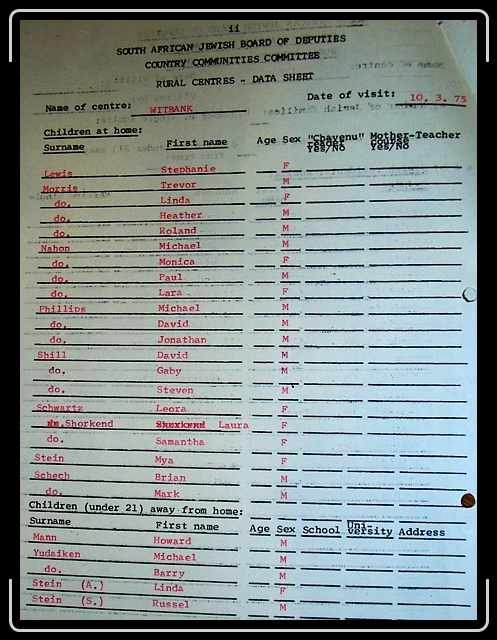 ii
SOUTH AFRICAN JEWISH BOARD OF DEPUTIES
COUNTRY COMMUNITIES COMMITTEE
RURAL CENTRES - DATA SHEET
Name of centre: WITBANK Date of visit: 10. 3. 75
Children at home:
Surname First name Age Sex "Chavenu" reader Yes/No Mother-Teacher Course Yes/No
Lewis Stephanie F
Morris Trevor M
do. Linda F
do. Heather M
do. Roland M
Nahon Michael M
do. Monica F
do. Paul M
do. Lara F
Phillips Michael M
do. David M
do. Jonathan M
Shill David M
do. Gaby M
do. Steven M
Schwartz Leora F
Shorkend Laura F
do. Samantha F
Stein Mya F
Schech Brian M
do. Mark M
Children (under 21) away from home:
Surname First name Age Sex School Uni-versity Address
Mann Howard M
Yudaiken Michael M
do. Barry M
Stein (A.) Linda F
Stein (S.) Russel M